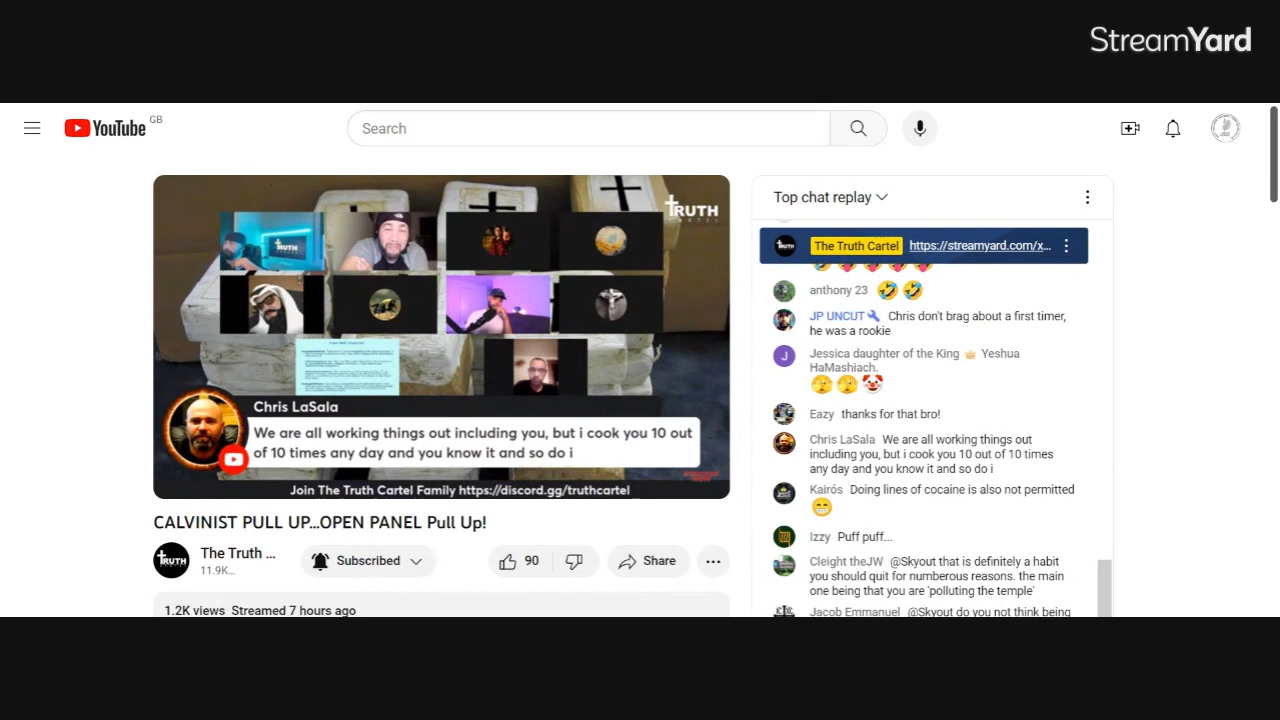 StreamYard
YouTube GB
Search
TRUTH
CARTEL
TRUTH
Chris LaSala
We are all working things out including you, but i cook you 10 out
of 10 times any day and you know it and so do i
Join The Truth Cartel Family https://discord.gg/truthcartel
CALVINIST PULL UP...OPEN PANEL Pull Up!
TRUTH
The Truth ...
11.9K...
Subscribed
90
Share
1.2K views Streamed 7 hours ago
Top chat replay
TRUTH
The Truth Cartel https://streamyard.com/x...
anthony 23
JP UNCUT Chris don't brag about a first timer,
he was a rookie
J
Jessica daughter of the King Yeshua
HaMashiach.
Eazy thanks for that bro!
Chris LaSala We are all working things out
including you, but i cook you 10 out of 10 times
any day and you know it and so do i
Kairós Doing lines of cocaine is also not permitted
Izzy Puff puff...
Cleight theJW @Skyout that is definitely a habit
you should quit for numberous reasons. the main
one being that you are 'polluting the temple'
Jacob Emmanuel @Skyout do you not think being